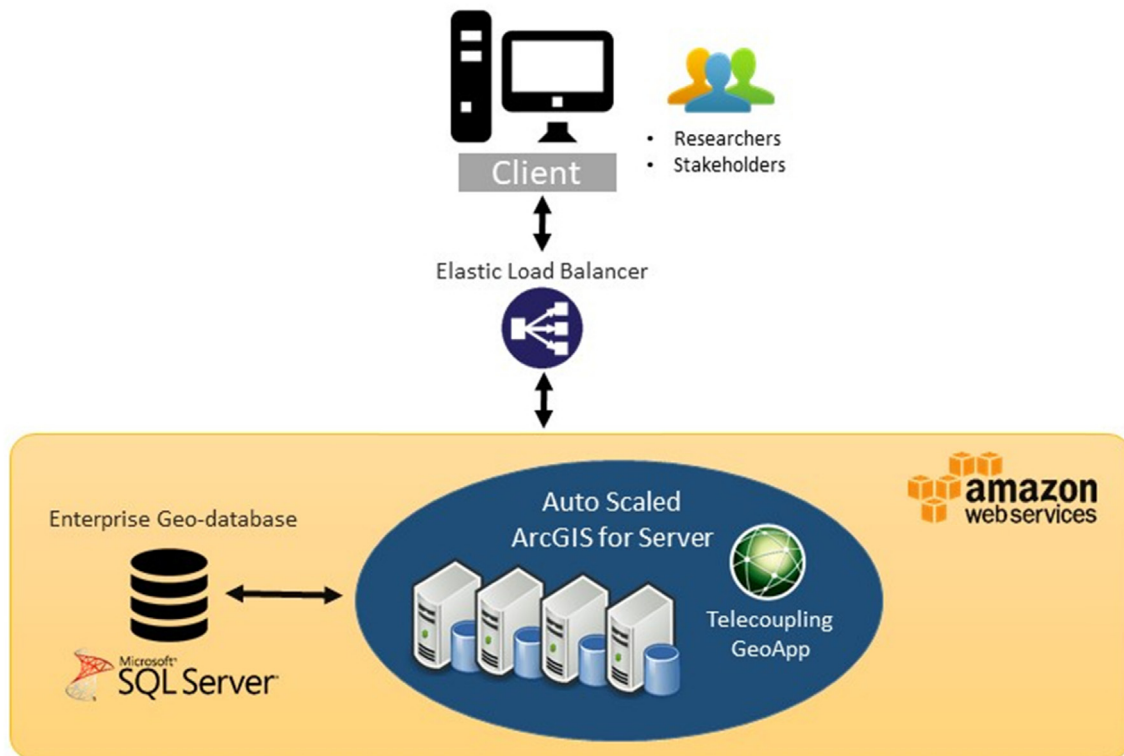 • Researchers
• Stakeholders
Client
Elastic Load Balancer
amazon
web services
Enterprise Geo-database
Auto Scaled
ArcGIS for Server
Telecoupling
GeoApp
Microsoft®
SQL Server